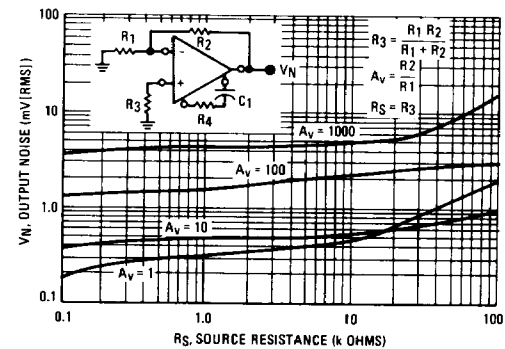 VN, OUTPUT NOISE (mV[RMS])
100
10
1.0
0.1
R1
R2
−
+
VN
R3
C1
R4
R3 = R1 R2 / R1 + R2
AV = R2 / R1
RS = R3
AV = 1000
AV = 100
AV = 10
AV = 1
0.1
1.0
10
100
RS, SOURCE RESISTANCE (k OHMS)